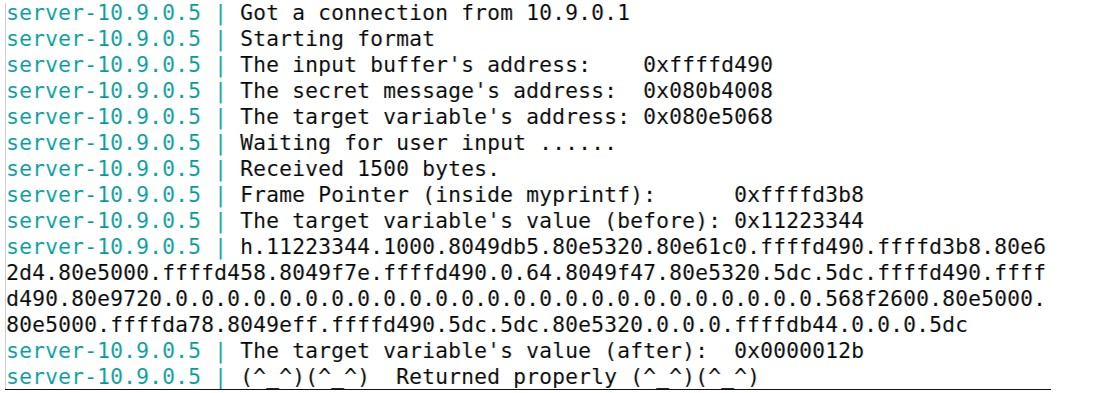 server-10.9.0.5 | Got a connection from 10.9.0.1
server-10.9.0.5 | Starting format
server-10.9.0.5 | The input buffer's address:    0xffffd490
server-10.9.0.5 | The secret message's address:  0x080b4008
server-10.9.0.5 | The target variable's address: 0x080e5068
server-10.9.0.5 | Waiting for user input ......
server-10.9.0.5 | Received 1500 bytes.
server-10.9.0.5 | Frame Pointer (inside myprintf):      0xffffd3b8
server-10.9.0.5 | The target variable's value (before): 0x11223344
server-10.9.0.5 | h.11223344.1000.8049db5.80e5320.80e61c0.ffffd490.ffffd3b8.80e6
2d4.80e5000.ffffd458.8049f7e.ffffd490.0.64.8049f47.80e5320.5dc.5dc.ffffd490.ffff
d490.80e9720.0.0.0.0.0.0.0.0.0.0.0.0.0.0.0.0.0.0.0.0.0.0.0.0.0.568f2600.80e5000.
80e5000.ffffda78.8049eff.ffffd490.5dc.5dc.80e5320.0.0.0.ffffdb44.0.0.0.5dc
server-10.9.0.5 | The target variable's value (after):  0x0000012b
server-10.9.0.5 | (^_^)(^_^)  Returned properly (^_^)(^_^)